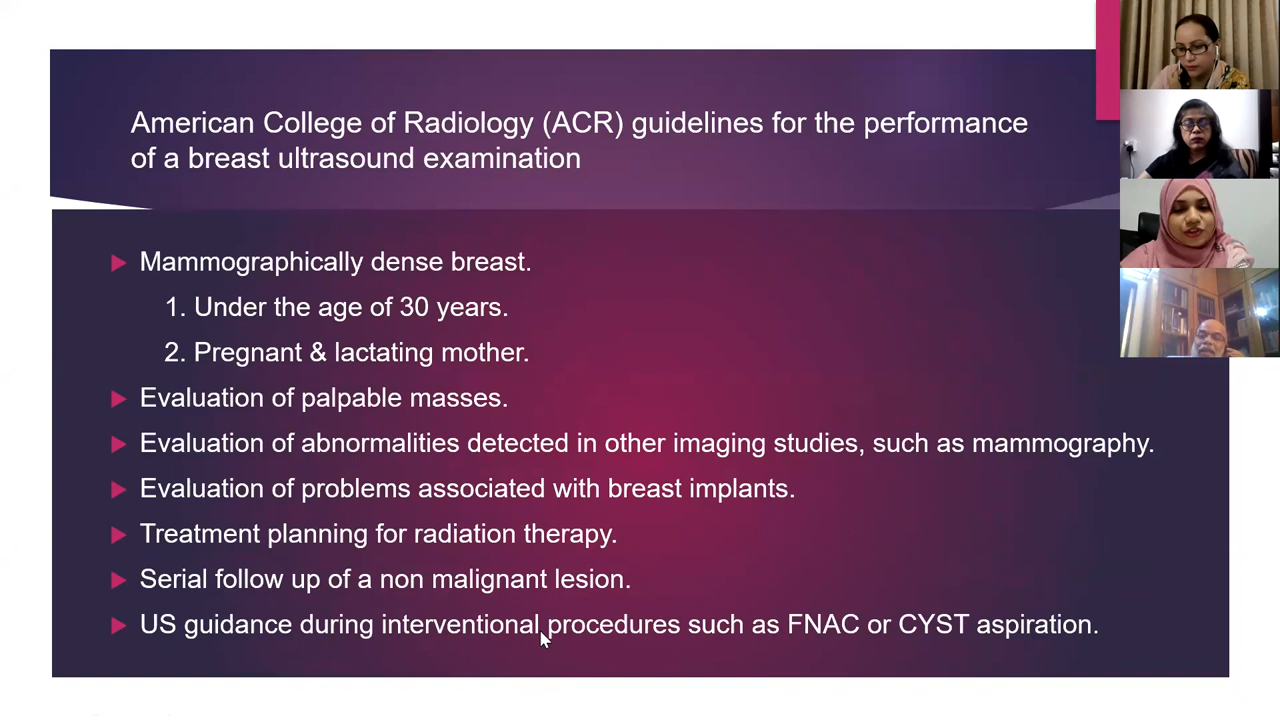 American College of Radiology (ACR) guidelines for the performance
of a breast ultrasound examination
Mammographically dense breast.
1. Under the age of 30 years.
2. Pregnant & lactating mother.
Evaluation of palpable masses.
Evaluation of abnormalities detected in other imaging studies, such as mammography.
Evaluation of problems associated with breast implants.
Treatment planning for radiation therapy.
Serial follow up of a non malignant lesion.
US guidance during interventional procedures such as FNAC or CYST aspiration.